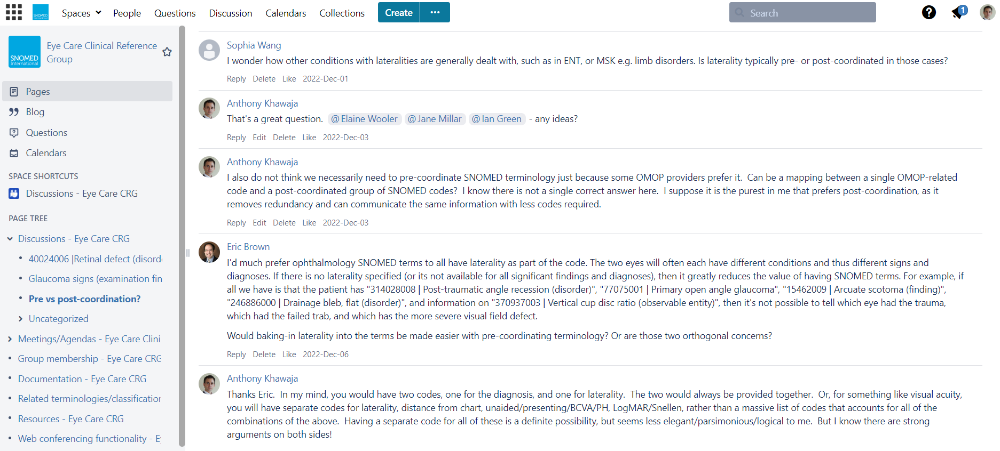 SNOMED International
Spaces People Questions Discussion Calendars Collections Create ··· Search ? 1
SNOMED
International
Eye Care Clinical Reference
Group
Pages
Blog
Questions
Calendars
SPACE SHORTCUTS
Discussions - Eye Care CRG
PAGE TREE
Discussions - Eye Care CRG
40024006 |Retinal defect (disorde
Glaucoma signs (examination fin
Pre vs post-coordination?
Uncategorized
Meetings/Agendas - Eye Care Clini
Group membership - Eye Care CRG
Documentation - Eye Care CRG
Related terminologies/classification
Resources - Eye Care CRG
Web conferencing functionality - E
Sophia Wang
I wonder how other conditions with lateralities are generally dealt with, such as in ENT, or MSK e.g. limb disorders. Is laterality typically pre- or post-coordinated in those cases?
Reply Delete Like 2022-Dec-01
Anthony Khawaja
That's a great question. @Elaine Wooler @Jane Millar @Ian Green - any ideas?
Reply Edit Delete Like 2022-Dec-03
Anthony Khawaja
I also do not think we necessarily need to pre-coordinate SNOMED terminology just because some OMOP providers prefer it. Can be a mapping between a single OMOP-related
code and a post-coordinated group of SNOMED codes? I know there is not a single correct answer here. I suppose it is the purest in me that prefers post-coordination, as it
removes redundancy and can communicate the same information with less codes required.
Reply Edit Delete Like 2022-Dec-03
Eric Brown
I'd much prefer ophthalmology SNOMED terms to all have laterality as part of the code. The two eyes will often each have different conditions and thus different signs and
diagnoses. If there is no laterality specified (or its not available for all significant findings and diagnoses), then it greatly reduces the value of having SNOMED terms. For example, if
all we have is that the patient has "314028008 | Post-traumatic angle recession (disorder)", "77075001 | Primary open angle glaucoma", "15462009 | Arcuate scotoma (finding)",
"246886000 | Drainage bleb, flat (disorder)", and information on "370937003 | Vertical cup disc ratio (observable entity)", then it's not possible to tell which eye had the trauma,
which had the failed trab, and which has the more severe visual field defect.
Would baking-in laterality into the terms be made easier with pre-coordinating terminology? Or are those two orthogonal concerns?
Reply Delete Like 2022-Dec-06
Anthony Khawaja
Thanks Eric. In my mind, you would have two codes, one for the diagnosis, and one for laterality. The two would always be provided together. Or, for something like visual acuity,
you will have separate codes for laterality, distance from chart, unaided/presenting/BCVA/PH, LogMAR/Snellen, rather than a massive list of codes that accounts for all of the
combinations of the above. Having a separate code for all of these is a definite possibility, but seems less elegant/parsimonious/logical to me. But I know there are strong
arguments on both sides!